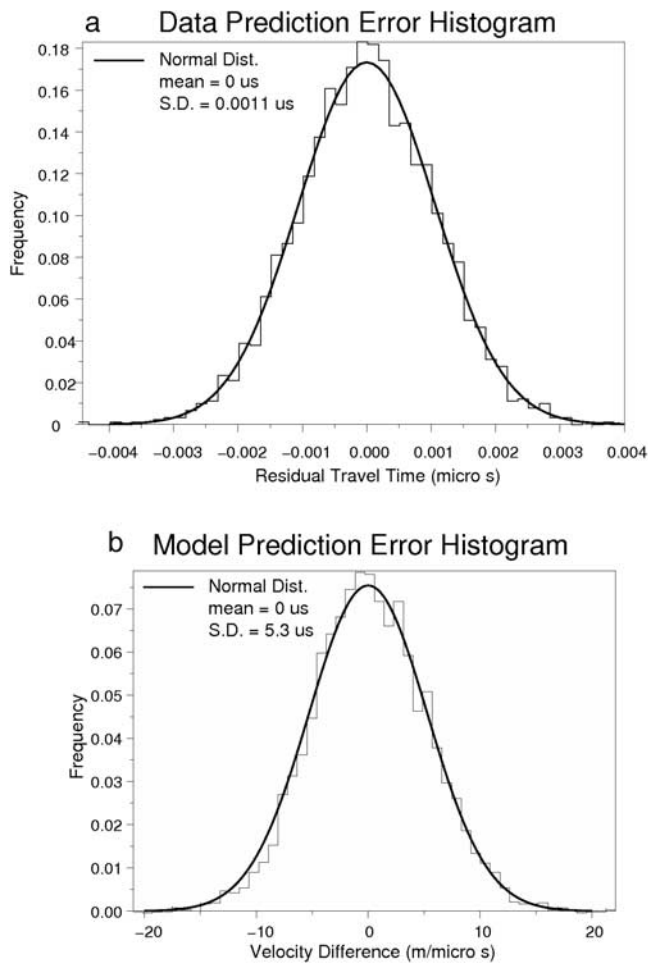 a Data Prediction Error Histogram
Normal Dist.
mean = 0 us
S.D. = 0.0011 us
0.18
0.16
0.14
0.12
0.10
0.08
0.06
0.04
0.02
0
Frequency
−0.004 −0.003 −0.002 −0.001 0.000 0.001 0.002 0.003 0.004
Residual Travel Time (micro s)
b Model Prediction Error Histogram
Normal Dist.
mean = 0 us
S.D. = 5.3 us
0.07
0.06
0.05
0.04
0.03
0.02
0.01
0.00
Frequency
−20 −10 0 10 20
Velocity Difference (m/micro s)